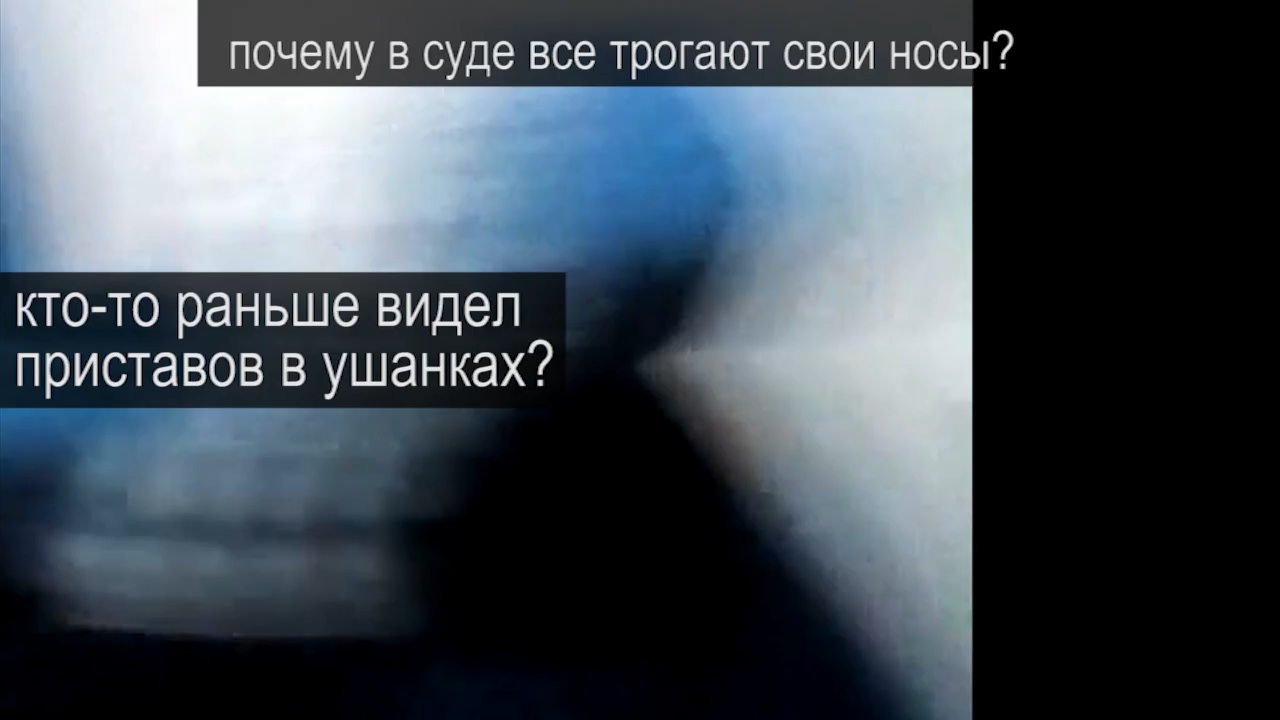 почему в суде все трогают свои носы?
кто-то раньше видел
приставов в ушанках?